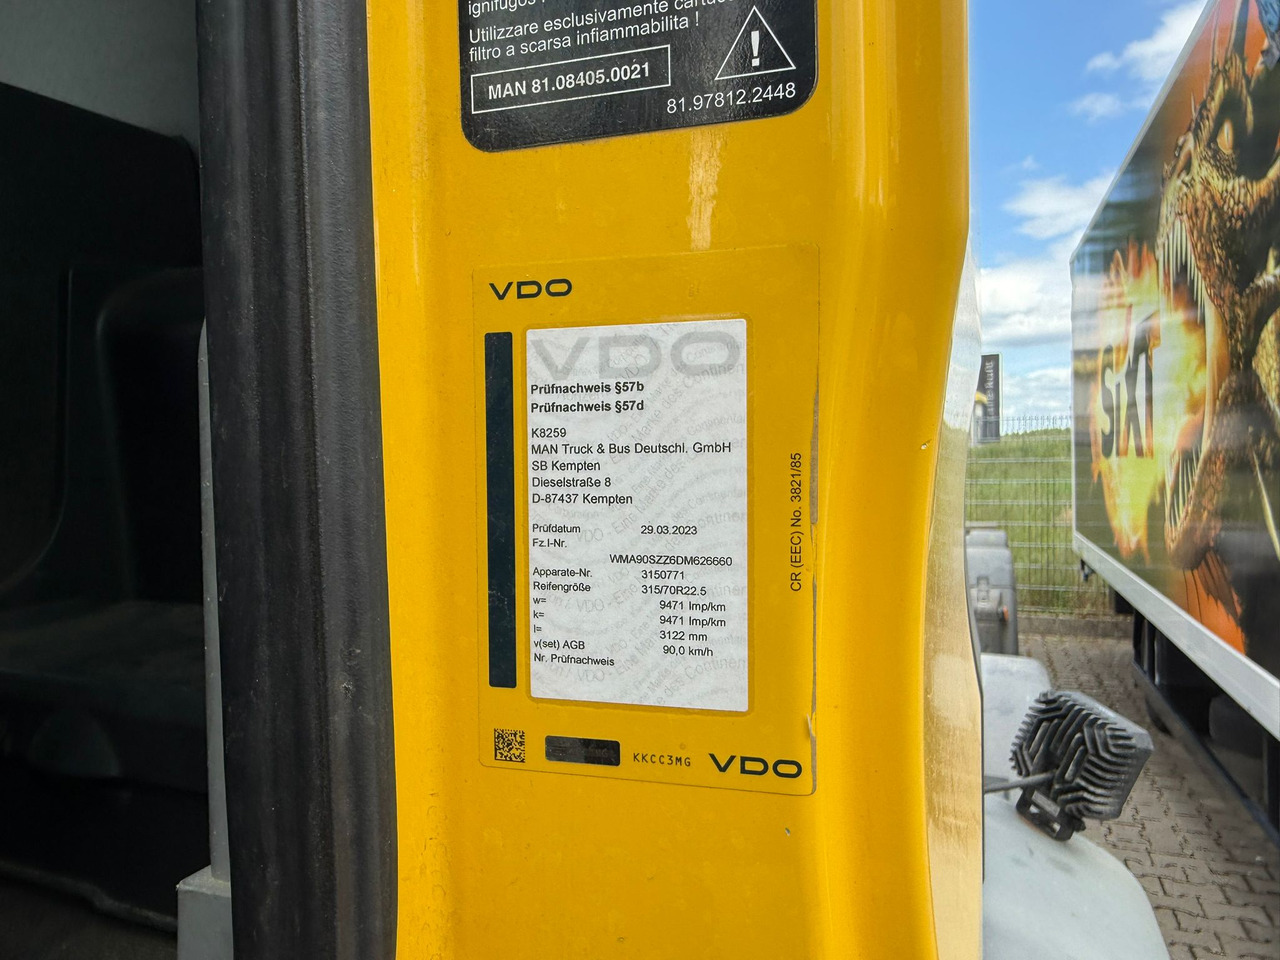 ignifugos
Utilizzare esclusivamente
filtro a scarsa infiammabilita !
MAN 81.08405.0021
81.97812.2448
VDO
VDO
Prüfnachweis §57b
Prüfnachweis §57d
K8259
MAN Truck & Bus Deutschl. GmbH
SB Kempten
Dieselstraße 8
D-87437 Kempten
Prüfdatum 29.03.2023
Fz.I-Nr.
WMA90SZZ6DM626660
Apparate-Nr. 3150771
Reifengröße 315/70R22.5
w= 9471 Imp/km
k= 9471 Imp/km
l= 3122 mm
v(set) AGB 90,0 km/h
Nr. Prüfnachweis
CR (EEC) No. 3821/85
KKCC3MG
VDO
SIXT